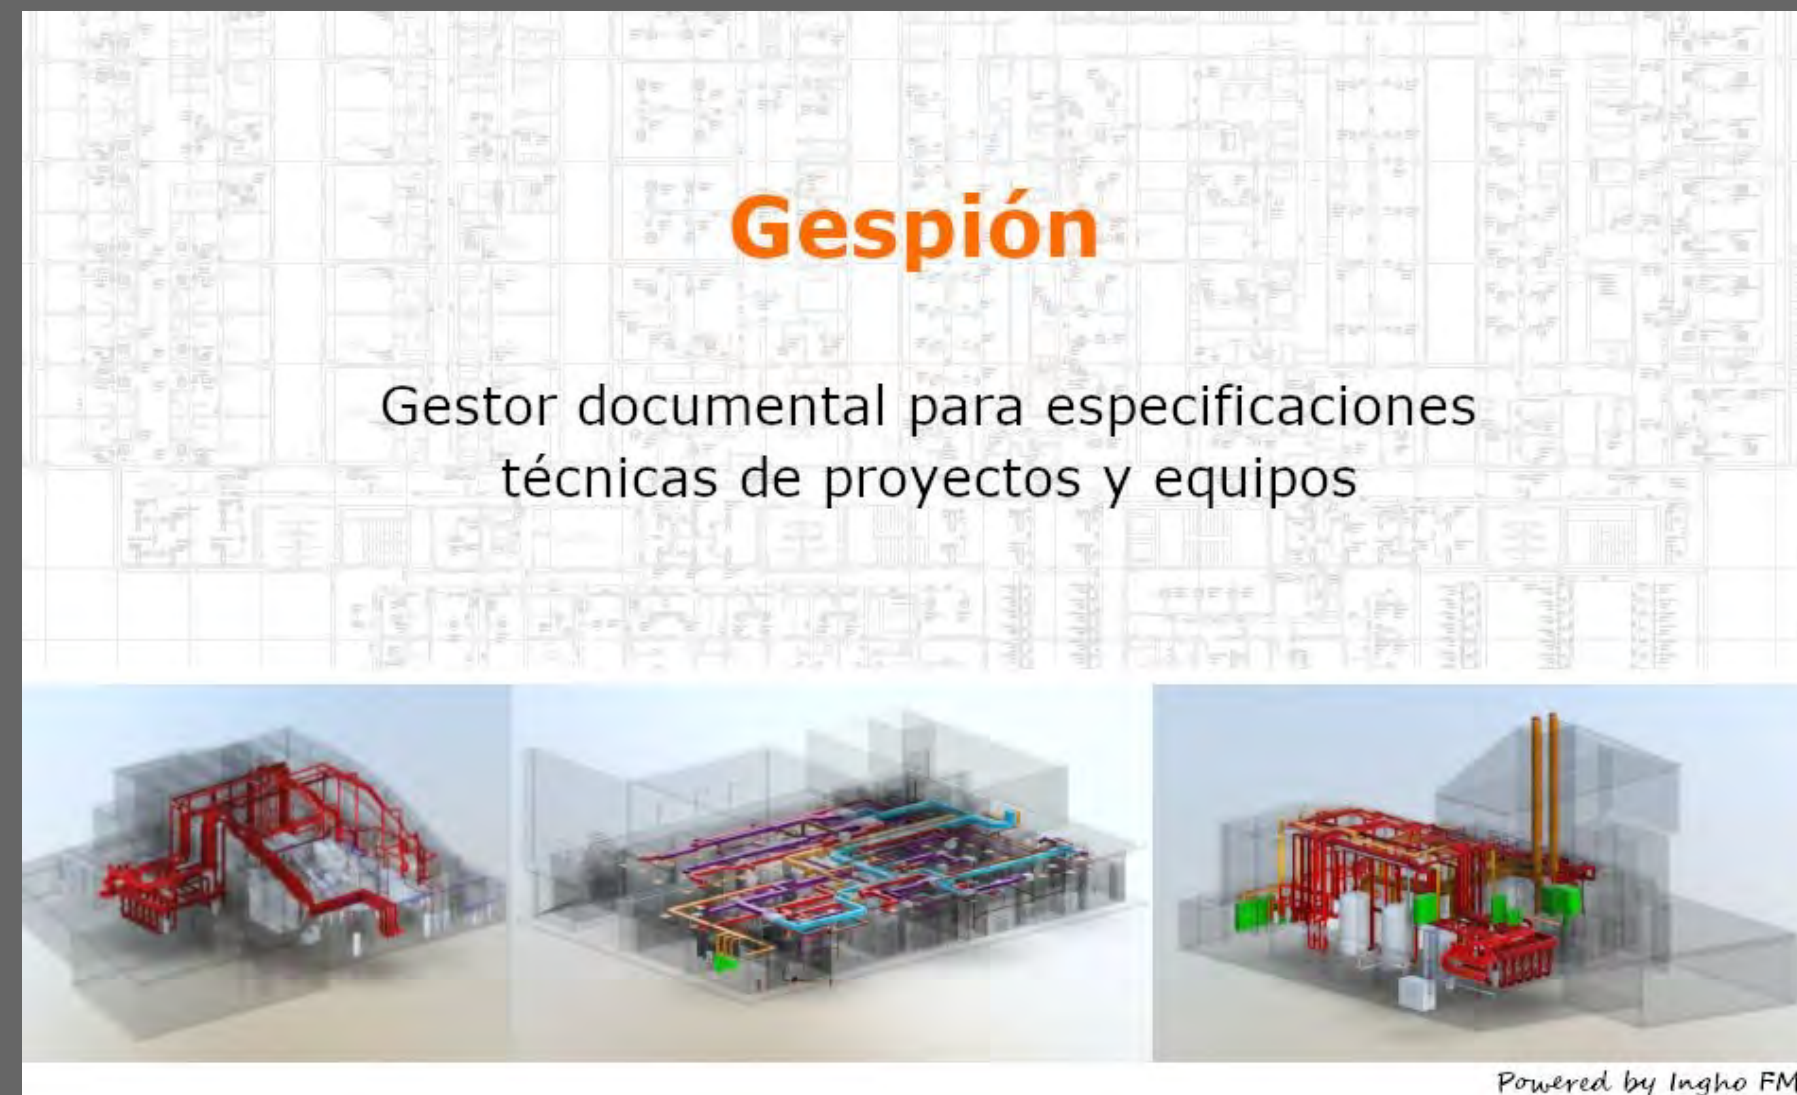 Gespión
Gestor documental para especificaciones
técnicas de proyectos y equipos
Powered by Ingho FM